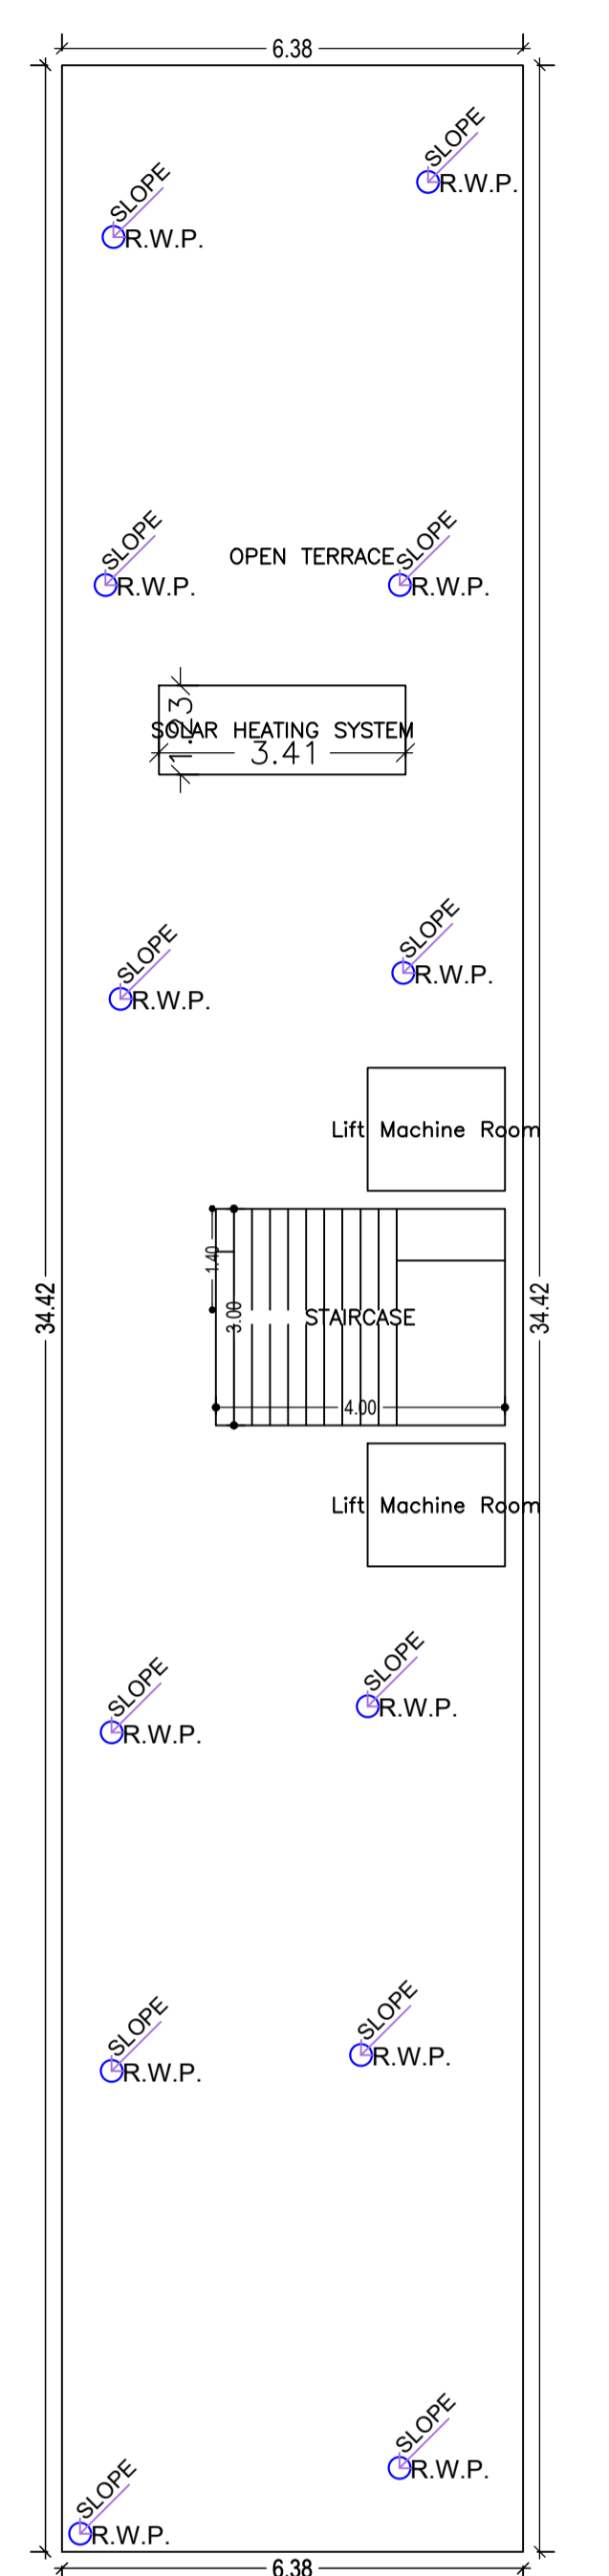 6.38
SLOPE
R.W.P.
SLOPE
R.W.P.
SLOPE
R.W.P.
OPEN TERRACE
SLOPE
R.W.P.
1.23
SOLAR HEATING SYSTEM
3.41
SLOPE
R.W.P.
SLOPE
R.W.P.
Lift Machine Room
1.40
34.42
3.00
STAIRCASE
34.42
4.00
Lift Machine Room
SLOPE
R.W.P.
SLOPE
R.W.P.
SLOPE
R.W.P.
SLOPE
R.W.P.
SLOPE
R.W.P.
SLOPE
R.W.P.
6.38